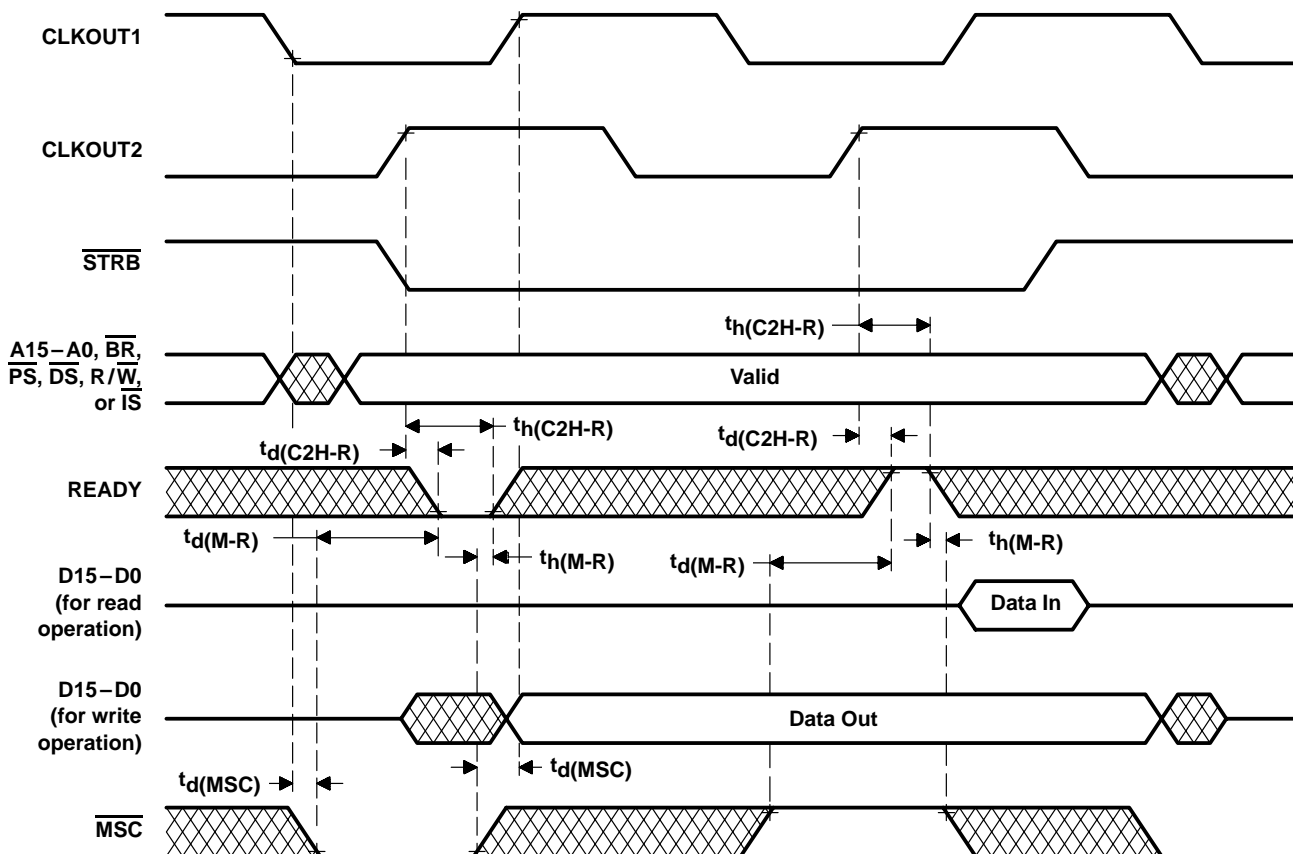 CLKOUT1
CLKOUT2
STRB
th(C2H-R)
A15–A0, BR,
PS, DS, R/W,
or IS
Valid
th(C2H-R)
td(C2H-R)
td(C2H-R)
READY
td(M-R)
th(M-R)
td(M-R)
th(M-R)
D15–D0
(for read
operation)
Data In
D15–D0
(for write
operation)
Data Out
td(MSC)
td(MSC)
MSC